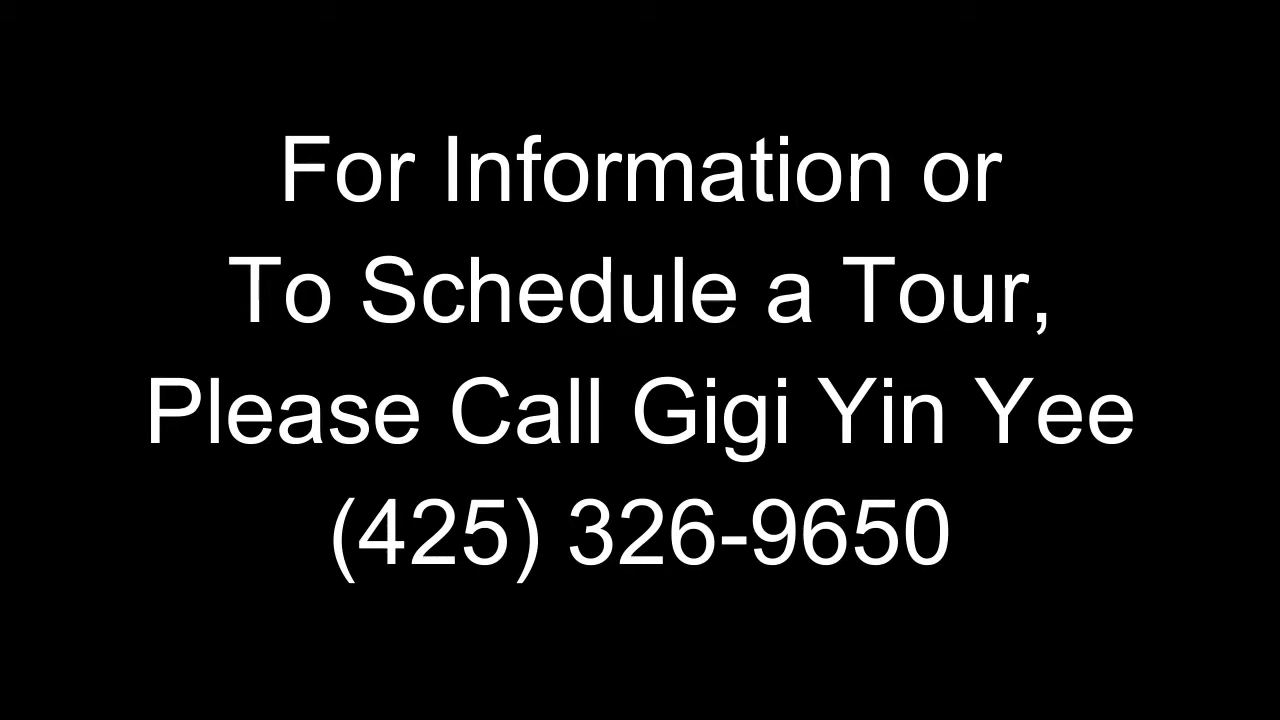 For Information or
To Schedule a Tour,
Please Call Gigi Yin Yee
(425) 326-9650